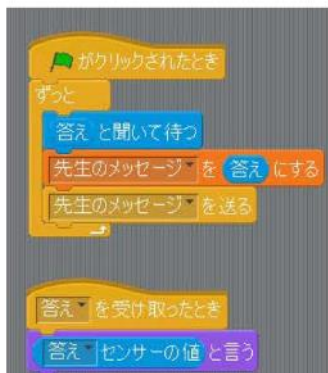 がクリックされたとき
ずっと
答え と聞いて待つ
先生のメッセージ を 答え にする
先生のメッセージ を送る
答え を受け取ったとき
答え センサーの値 と言う